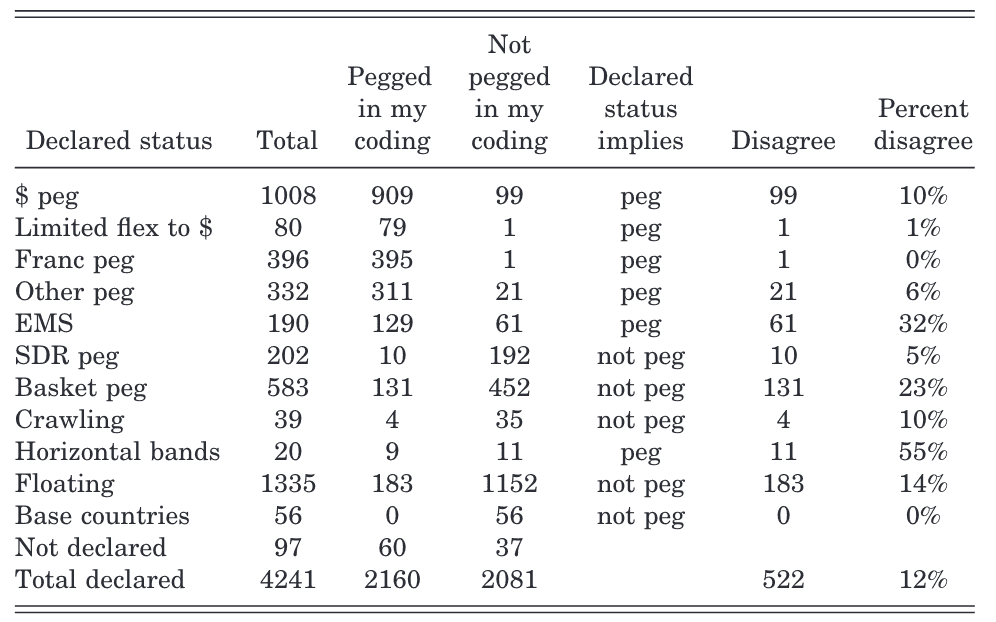 Declared status Total Pegged in my coding Not pegged in my coding Declared status implies Disagree Percent disagree
$ peg 1008 909 99 peg 99 10%
Limited flex to $ 80 79 1 peg 1 1%
Franc peg 396 395 1 peg 1 0%
Other peg 332 311 21 peg 21 6%
EMS 190 129 61 peg 61 32%
SDR peg 202 10 192 not peg 10 5%
Basket peg 583 131 452 not peg 131 23%
Crawling 39 4 35 not peg 4 10%
Horizontal bands 20 9 11 peg 11 55%
Floating 1335 183 1152 not peg 183 14%
Base countries 56 0 56 not peg 0 0%
Not declared 97 60 37
Total declared 4241 2160 2081 522 12%